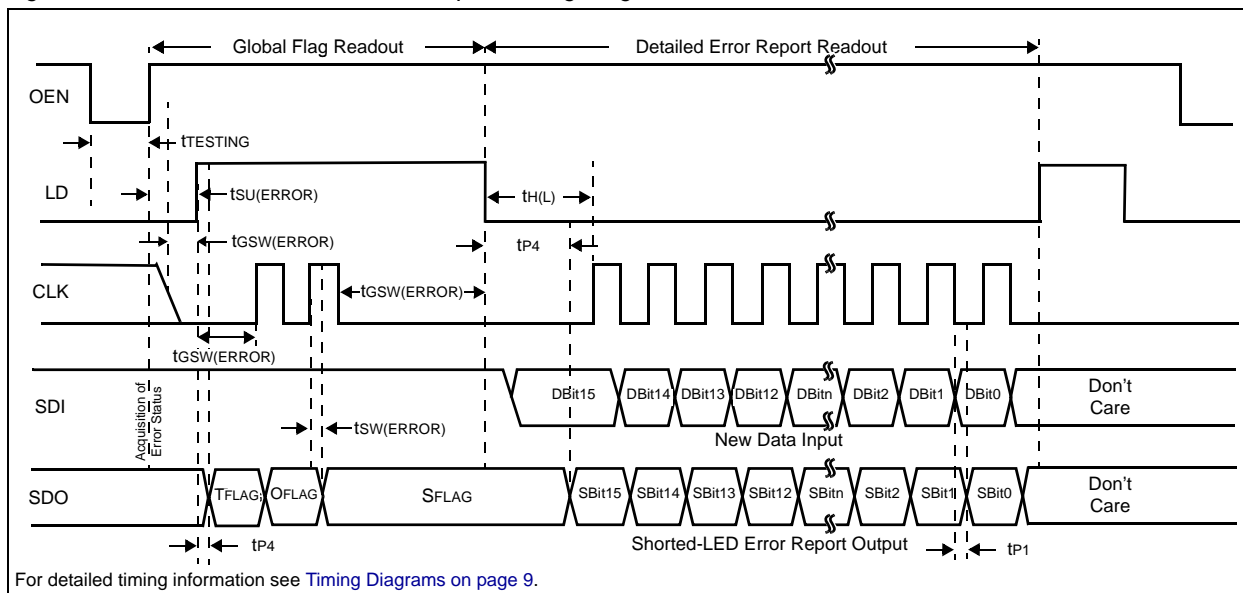 Global Flag Readout
Detailed Error Report Readout
OEN
tTESTING
LD
tSU(ERROR)
tH(L)
tGSW(ERROR)
tP4
CLK
tGSW(ERROR)
tGSW(ERROR)
SDI
Acquisition of
Error Status
DBit15 DBit14 DBit13 DBit12 DBitn DBit2 DBit1 DBit0
Don't
Care
tSW(ERROR)
New Data Input
SDO
TFLAG OFLAG SFLAG
SBit15 SBit14 SBit13 SBit12 SBitn SBit2 SBit1 SBit0
Don't
Care
tP4
Shorted-LED Error Report Output
tP1
For detailed timing information see Timing Diagrams on page 9.